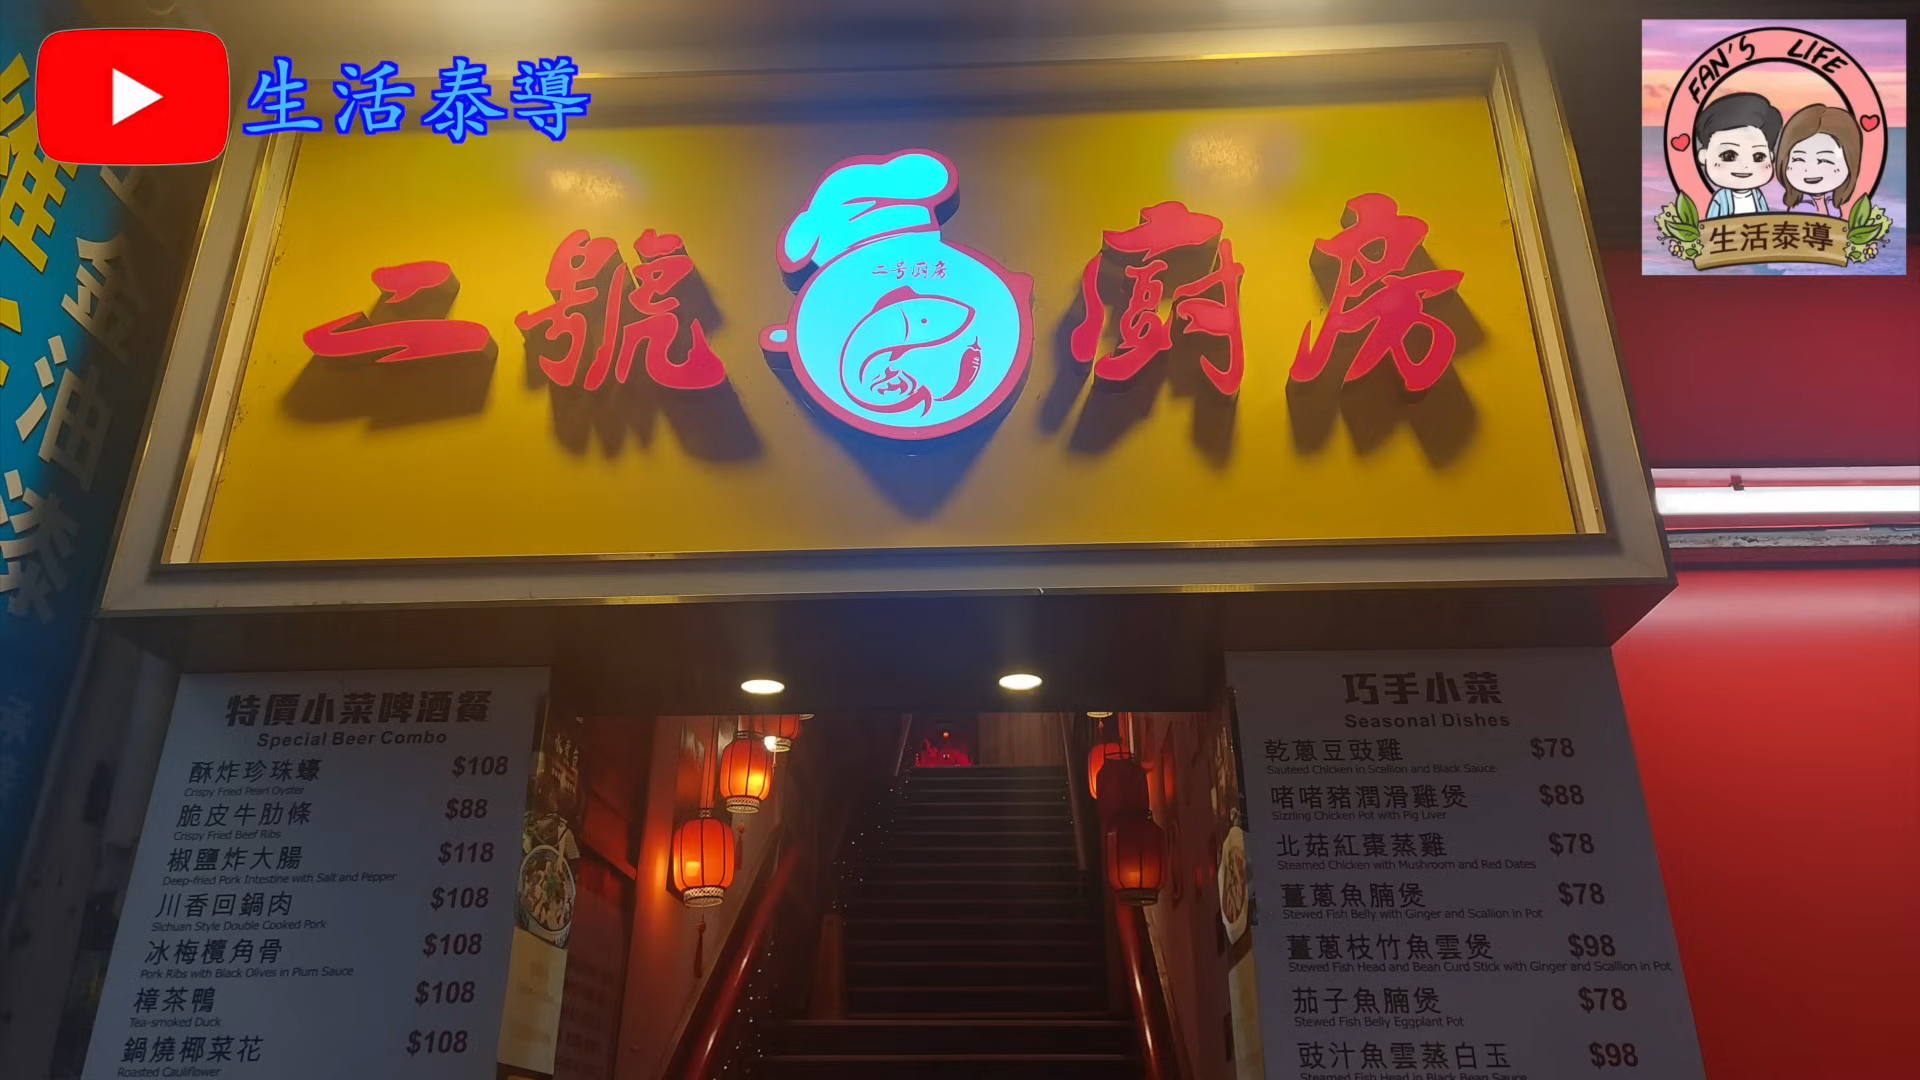 生活泰導
FAN'S LIFE
生活泰導
二號廚房
二号厨房
特價小菜啤酒餐
Special Beer Combo
酥炸珍珠蠔 $108
Crispy Fried Pearl Oyster
脆皮牛肋條 $88
Crispy Fried Beef Ribs
椒鹽炸大腸 $118
Deep-fried Pork Intestine with Salt and Pepper
川香回鍋肉 $108
Sichuan Style Double Cooked Pork
冰梅欖角骨 $108
Pork Ribs with Black Olives in Plum Sauce
樟茶鴨 $108
Tea-smoked Duck
鍋燒椰菜花 $108
Roasted Cauliflower
巧手小菜
Seasonal Dishes
乾蔥豆豉雞 $78
Sauteed Chicken in Scallion and Black Sauce
啫啫豬潤滑雞煲 $88
Sizzling Chicken Pot with Pig Liver
北菇紅棗蒸雞 $78
Steamed Chicken with Mushroom and Red Dates
薑蔥魚腩煲 $78
Stewed Fish Belly with Ginger and Scallion in Pot
薑蔥枝竹魚雲煲 $98
Stewed Fish Head and Bean Curd Stick with Ginger and Scallion in Pot
茄子魚腩煲 $78
Stewed Fish Belly Eggplant Pot
豉汁魚雲蒸白玉 $98
Steamed Fish Head in Black Bean Sauce